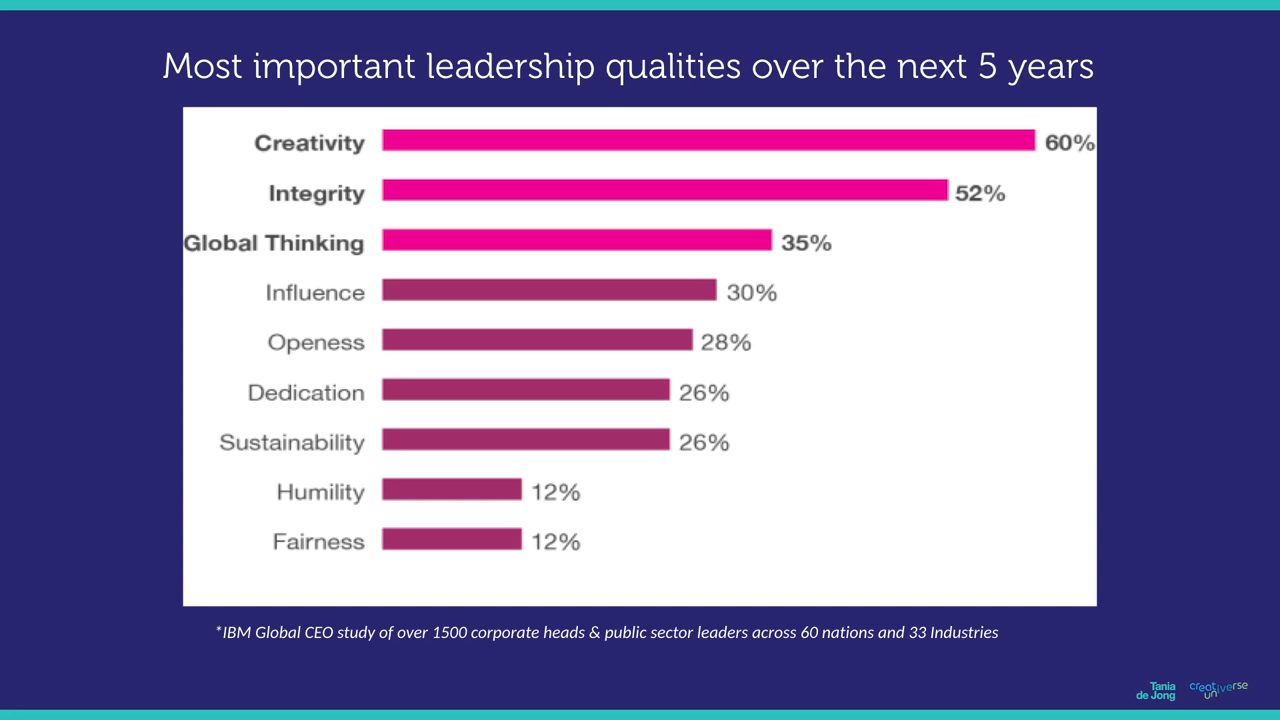 Most important leadership qualities over the next 5 years
Creativity 60%
Integrity 52%
Global Thinking 35%
Influence 30%
Openess 28%
Dedication 26%
Sustainability 26%
Humility 12%
Fairness 12%
*IBM Global CEO study of over 1500 corporate heads & public sector leaders across 60 nations and 33 Industries
Tania
de Jong
creative universe